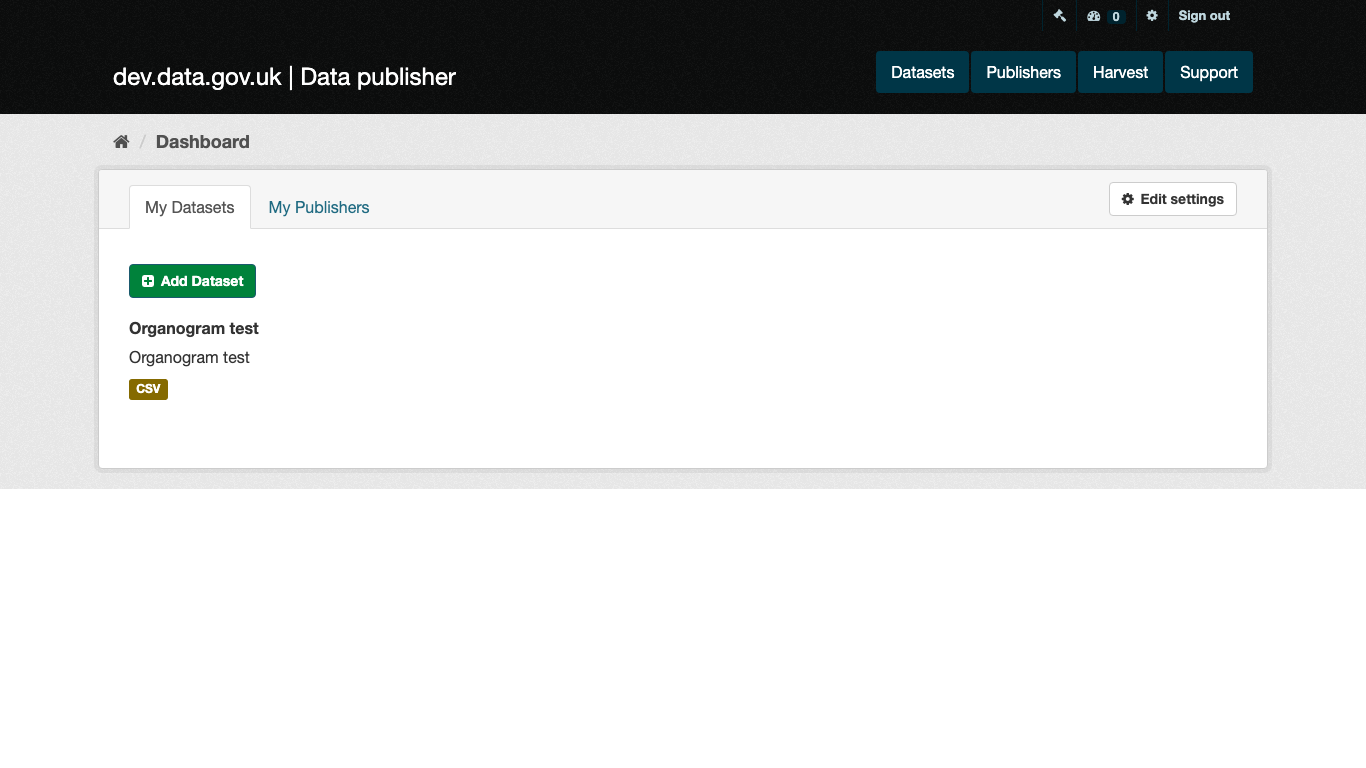 0 Sign out
dev.data.gov.uk | Data publisher
Datasets Publishers Harvest Support
/ Dashboard
My Datasets My Publishers Edit settings
Add Dataset
Organogram test
Organogram test
CSV